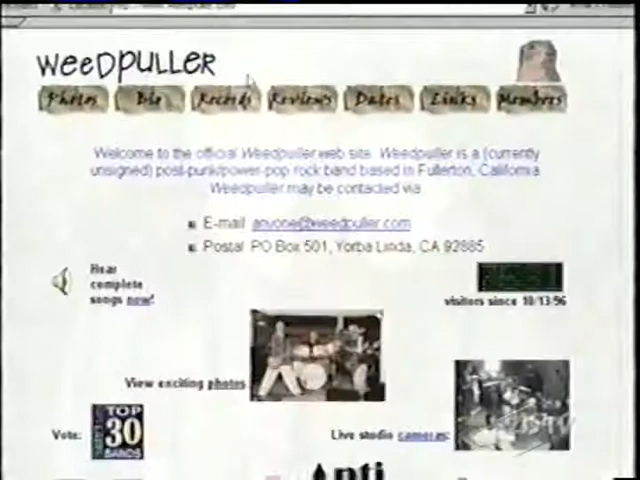 WeeDpuLLeR
Photos Bio Records Reviews Dates Links Members
Welcome to the official Weedpuller web site. Weedpuller is a (currently
unsigned) post-punk/power-pop rock band based in Fullerton, California.
Weedpuller may be contacted via
E-mail anyone@weedpuller.com
Postal PO Box 501, Yorba Linda, CA 92885
Hear
complete
songs now!
visitors since 10/13/96
View exciting photos
Vote:
TOP
30
BANDS
Live studio cameras:
Anti